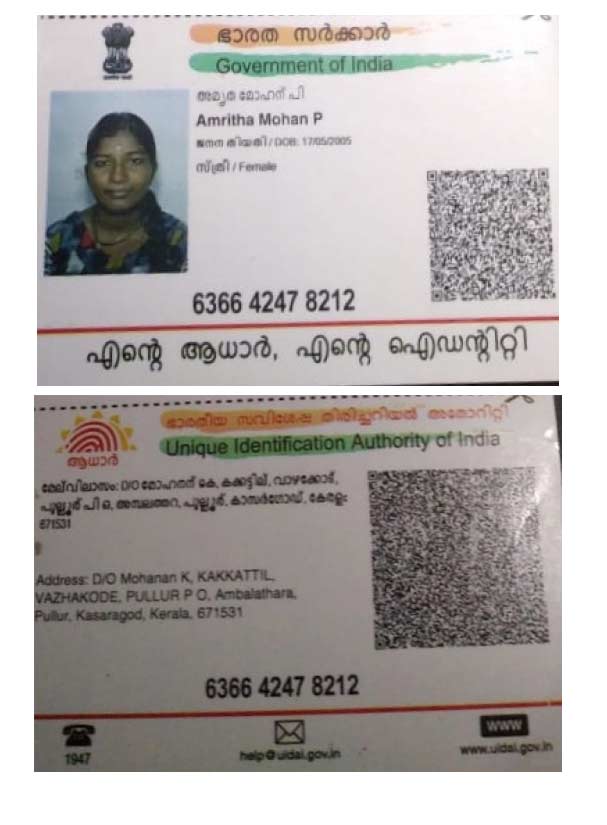 ഭാരത സർക്കാർ
Government of India
അമൃത മോഹന് പി
Amritha Mohan P
ജനന തിയതി / DOB: 17/05/2005
സ്ത്രീ / Female
6366 4247 8212
എന്റെ ആധാർ, എന്റെ ഐഡന്റിറ്റി
ഭാരതീയ സവിശേഷ തിരിച്ചറിയൽ അതോറിറ്റി
Unique Identification Authority of India
ആധാർ
മേല്വിലാസം: D/O മോഹനന് കെ, കക്കട്ടില്, വാഴക്കോട്,
പുല്ലൂര് പി ഒ, അമ്പലത്തറ, പുല്ലൂര്, കാസർഗോഡ്, കേരളം,
671531
Address: D/O Mohanan K, KAKKATTIL,
VAZHAKODE, PULLUR P O, Ambalathara,
Pullur, Kasaragod, Kerala, 671531
6366 4247 8212
1947
help@uidai.gov.in
WWW
www.uidai.gov.in